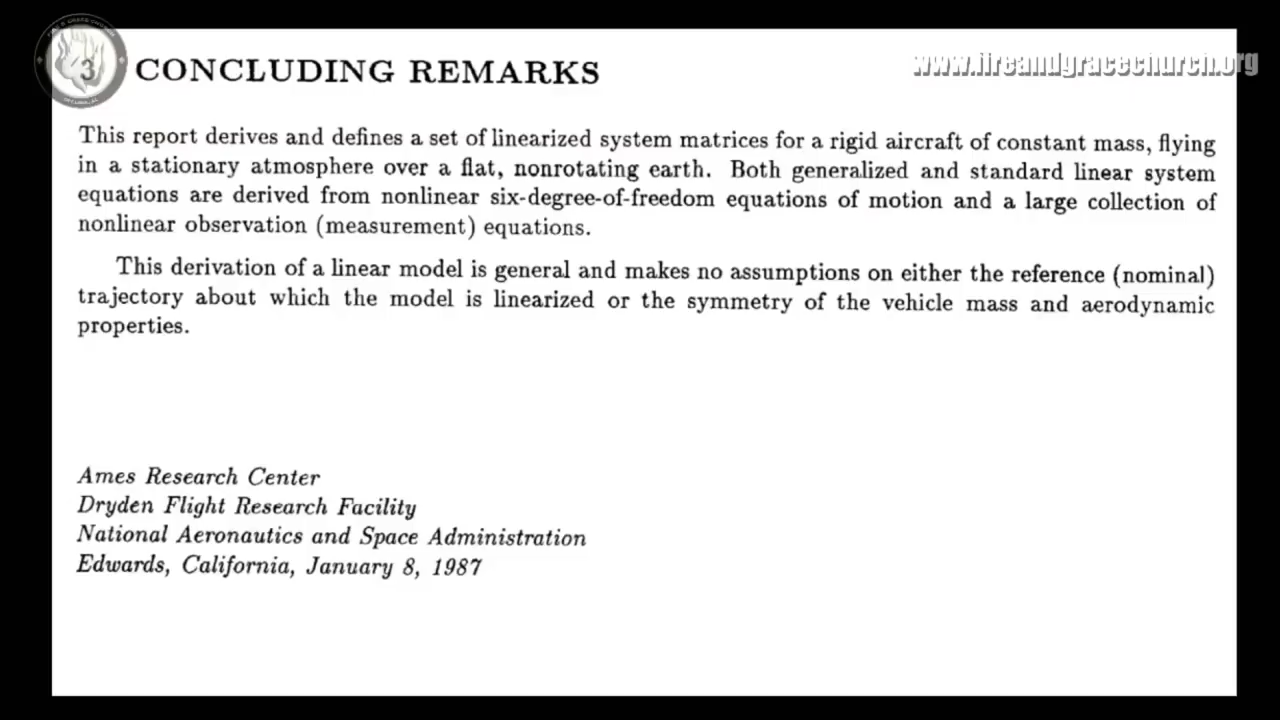 www.fireandgracechurch.org
3 CONCLUDING REMARKS
This report derives and defines a set of linearized system matrices for a rigid aircraft of constant mass, flying
in a stationary atmosphere over a flat, nonrotating earth. Both generalized and standard linear system
equations are derived from nonlinear six-degree-of-freedom equations of motion and a large collection of
nonlinear observation (measurement) equations.
This derivation of a linear model is general and makes no assumptions on either the reference (nominal)
trajectory about which the model is linearized or the symmetry of the vehicle mass and aerodynamic
properties.
Ames Research Center
Dryden Flight Research Facility
National Aeronautics and Space Administration
Edwards, California, January 8, 1987